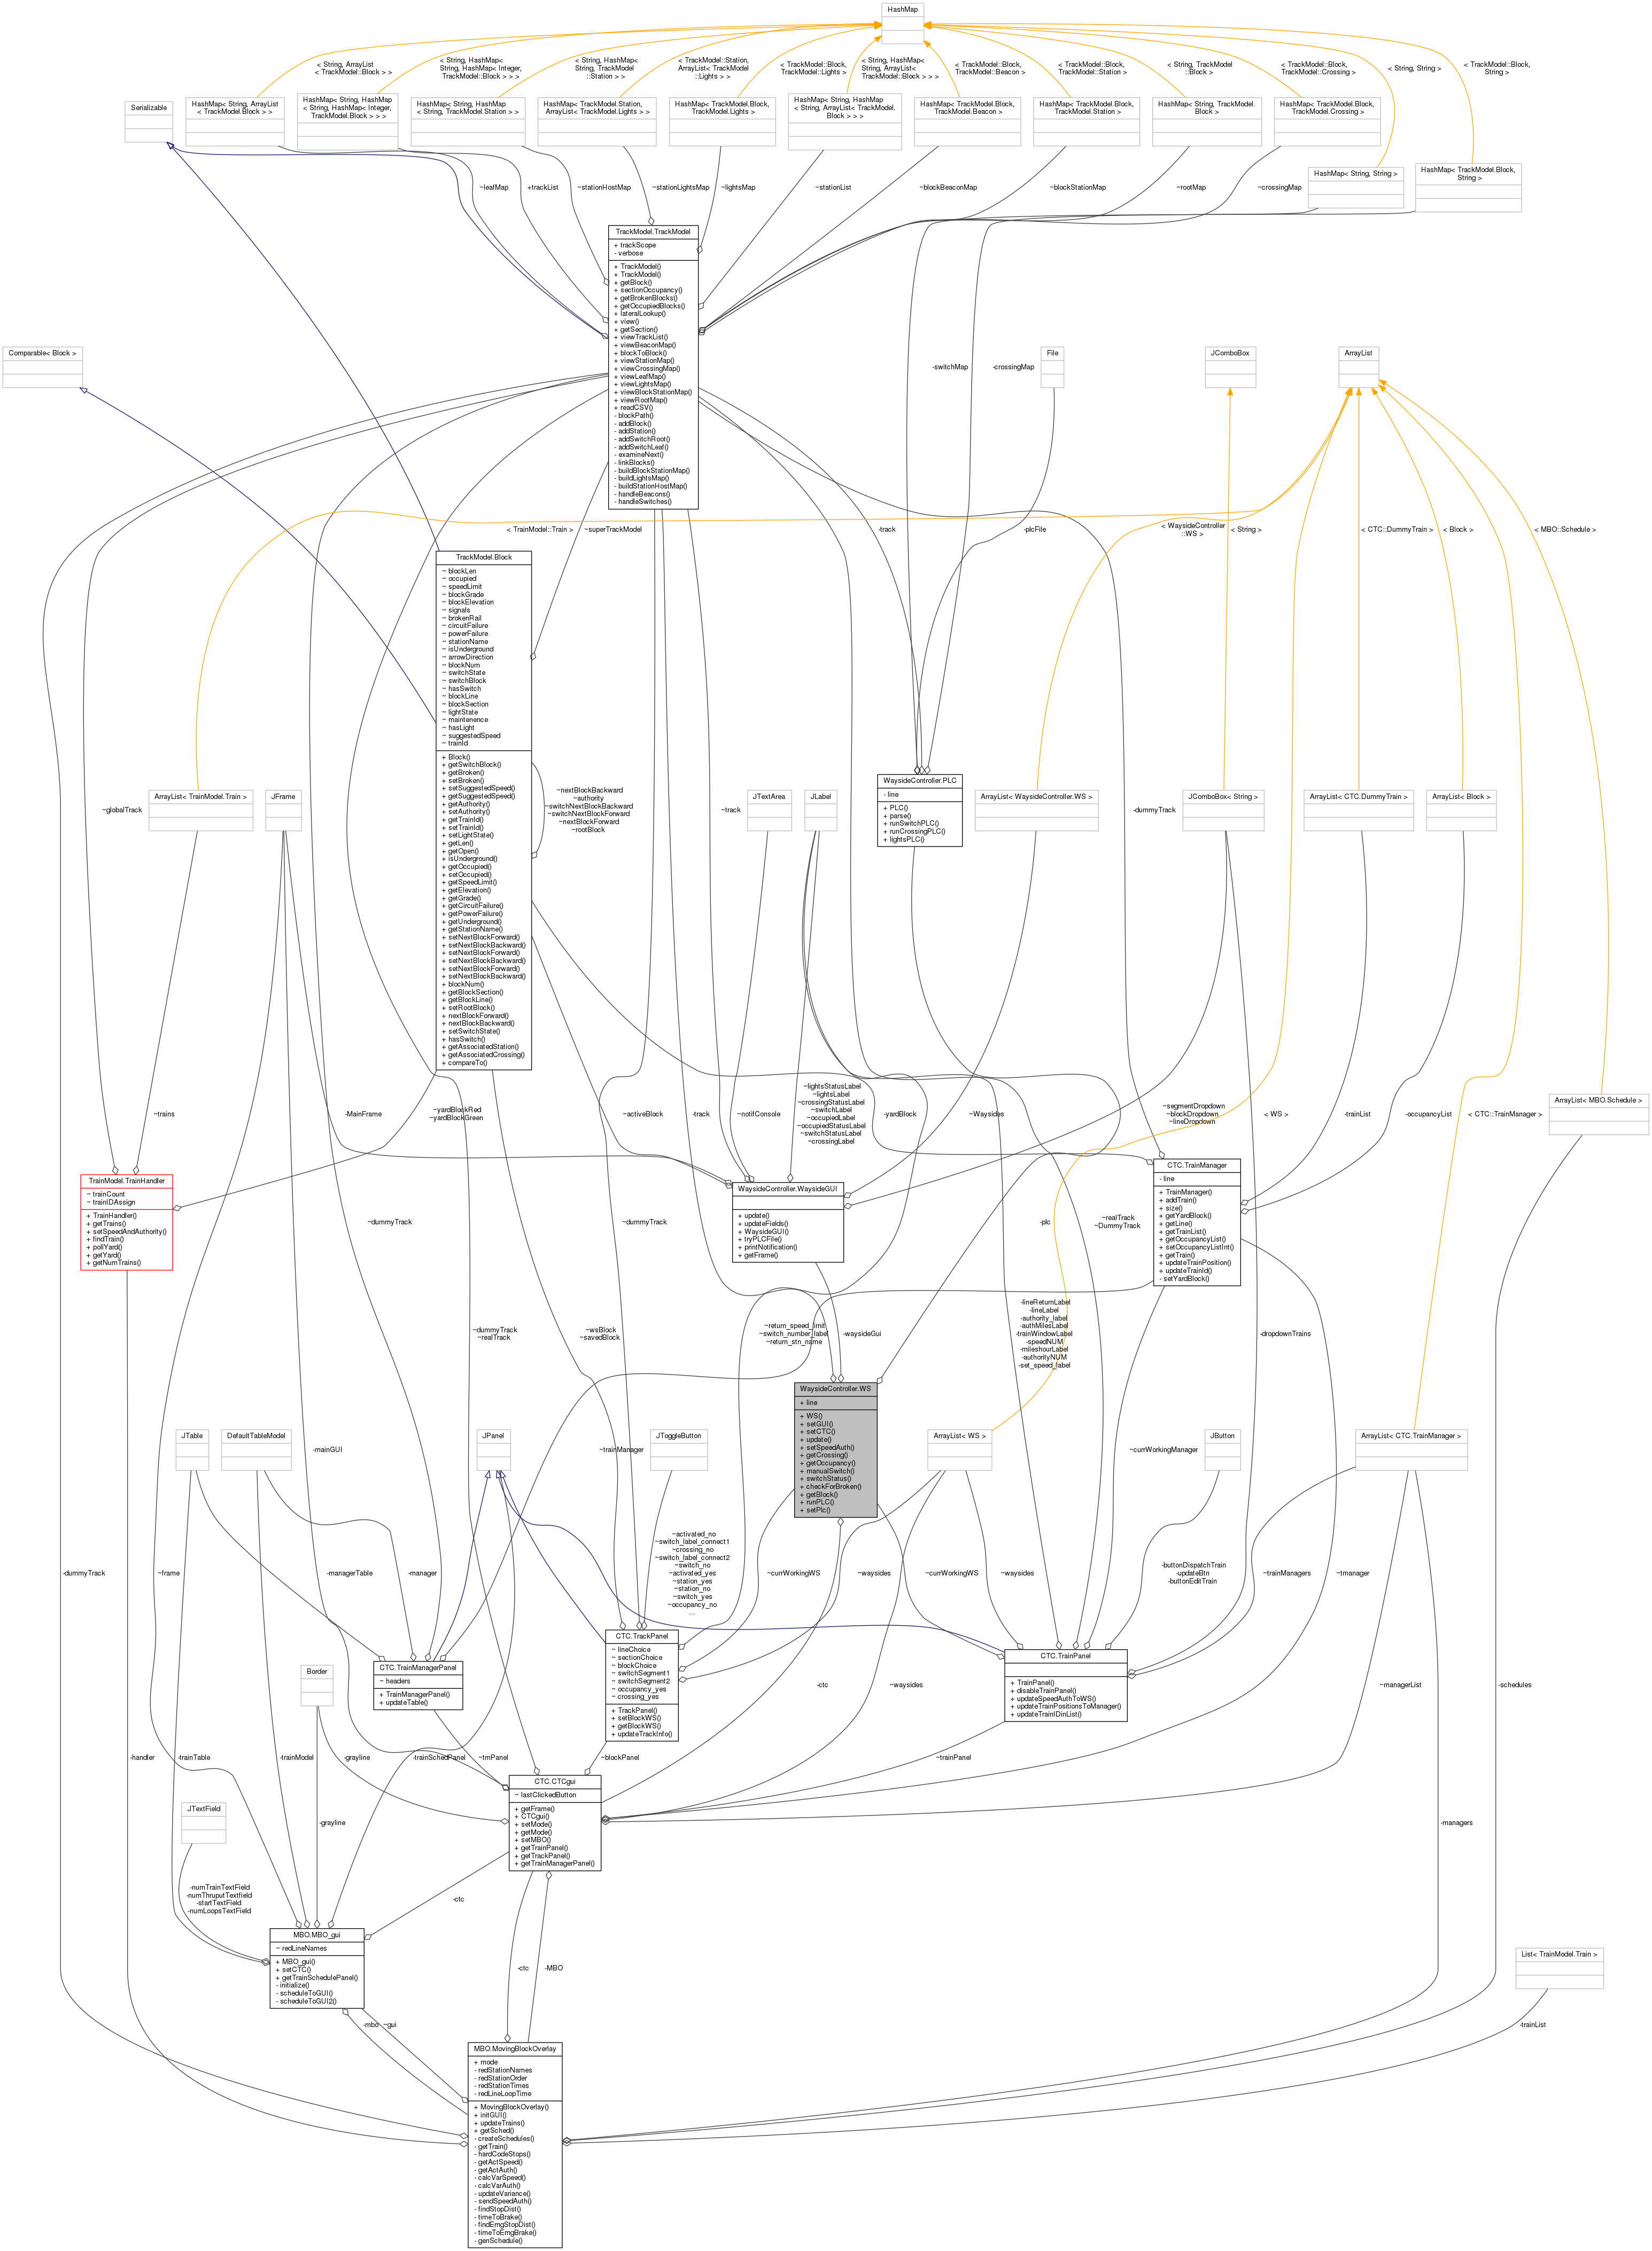 HashMap
< String, ArrayList
< TrackModel::Block > >
< String, HashMap<
String, HashMap< Integer,
TrackModel::Block > > >
< String, HashMap<
String, TrackModel
::Station > >
< TrackModel::Station,
ArrayList< TrackModel
::Lights > >
< TrackModel::Block,
TrackModel::Lights >
< String, HashMap<
String, ArrayList<
TrackModel::Block > > >
< TrackModel::Block,
TrackModel::Beacon >
< TrackModel::Block,
TrackModel::Station >
< String, TrackModel
::Block >
< TrackModel::Block,
TrackModel::Crossing >
< String, String >
< TrackModel::Block,
String >
Serializable
HashMap< String, ArrayList
< TrackModel.Block > >
HashMap< String, HashMap
< String, HashMap< Integer,
TrackModel.Block > > >
HashMap< String, HashMap
< String, TrackModel.Station > >
HashMap< TrackModel.Station,
ArrayList< TrackModel.Lights > >
HashMap< TrackModel.Block,
TrackModel.Lights >
HashMap< String, HashMap
< String, ArrayList< TrackModel.
Block > > >
HashMap< TrackModel.Block,
TrackModel.Beacon >
HashMap< TrackModel.Block,
TrackModel.Station >
HashMap< String, TrackModel.
Block >
HashMap< TrackModel.Block,
TrackModel.Crossing >
HashMap< String, String >
HashMap< TrackModel.Block,
String >
~leafMap
+trackList
~stationHostMap
~stationLightsMap
~lightsMap
~stationList
~blockBeaconMap
~blockStationMap
~rootMap
~crossingMap
TrackModel.TrackModel
+ trackScope
- verbose
+ TrackModel()
+ TrackModel()
+ getBlock()
+ sectionOccupancy()
+ getBrokenBlocks()
+ getOccupiedBlocks()
+ lateralLookup()
+ view()
+ getSection()
+ viewTrackList()
+ viewBeaconMap()
+ blockToBlock()
+ viewStationMap()
+ viewCrossingMap()
+ viewLeafMap()
+ viewLightsMap()
+ viewBlockStationMap()
+ viewRootMap()
+ readCSV()
- blockPath()
- addBlock()
- addStation()
- addSwitchRoot()
- addSwitchLeaf()
- examineNext()
- linkBlocks()
- buildBlockStationMap()
- buildLightsMap()
- buildStationHostMap()
- handleBeacons()
- handleSwitches()
Comparable< Block >
-switchMap
-crossingMap
File
JComboBox
ArrayList
< TrainModel::Train >
~superTrackModel
-track
-plcFile
< WaysideController
::WS >
< String >
< CTC::DummyTrain >
< Block >
< MBO::Schedule >
TrackModel.Block
~ blockLen
~ occupied
~ speedLimit
~ blockGrade
~ blockElevation
~ signals
~ brokenRail
~ circuitFailure
~ powerFailure
~ stationName
~ isUnderground
~ arrowDirection
~ blockNum
~ switchState
~ switchBlock
~ hasSwitch
~ blockLine
~ blockSection
~ lightState
~ maintenence
~ hasLight
~ suggestedSpeed
~ trainId
+ Block()
+ getSwitchBlock()
+ getBroken()
+ setBroken()
+ setSuggestedSpeed()
+ getSuggestedSpeed()
+ getAuthority()
+ setAuthority()
+ getTrainId()
+ setTrainId()
+ setLightState()
+ getLen()
+ getOpen()
+ isUnderground()
+ getOccupied()
+ setOccupied()
+ getSpeedLimit()
+ getElevation()
+ getGrade()
+ getCircuitFailure()
+ getPowerFailure()
+ getUnderground()
+ getStationName()
+ setNextBlockForward()
+ setNextBlockBackward()
+ setNextBlockForward()
+ setNextBlockBackward()
+ setNextBlockForward()
+ setNextBlockBackward()
+ blockNum()
+ getBlockSection()
+ getBlockLine()
+ setRootBlock()
+ nextBlockForward()
+ nextBlockBackward()
+ setSwitchState()
+ hasSwitch()
+ getAssociatedStation()
+ getAssociatedCrossing()
+ compareTo()
~nextBlockBackward
~authority
~switchNextBlockBackward
~switchNextBlockForward
~nextBlockForward
~rootBlock
~globalTrack
ArrayList< TrainModel.Train >
JFrame
~track
JTextArea
JLabel
WaysideController.PLC
- line
+ PLC()
+ parse()
+ runSwitchPLC()
+ runCrossingPLC()
+ lightsPLC()
ArrayList< WaysideController.WS >
-dummyTrack
JComboBox< String >
ArrayList< CTC.DummyTrain >
ArrayList< Block >
~trains
-MainFrame
~yardBlockRed
~yardBlockGreen
~activeBlock
-track
~notifConsole
~lightsStatusLabel
~lightsLabel
~crossingStatusLabel
~switchLabel
~occupiedLabel
~occupiedStatusLabel
~switchStatusLabel
~crossingLabel
-yardBlock
~Waysides
~segmentDropdown
~blockDropdown
~lineDropdown
< WS >
-trainList
-occupancyList
< CTC::TrainManager >
ArrayList< MBO.Schedule >
TrainModel.TrainHandler
~ trainCount
~ trainIDAssign
+ TrainHandler()
+ getTrains()
+ setSpeedAndAuthority()
+ findTrain()
+ pollYard()
+ getYard()
+ getNumTrains()
WaysideController.WaysideGUI
+ update()
+ updateFields()
+ WaysideGUI()
+ tryPLCFile()
+ printNotification()
+ getFrame()
CTC.TrainManager
- line
+ TrainManager()
+ addTrain()
+ size()
+ getYardBlock()
+ getLine()
+ getTrainList()
+ getOccupancyList()
+ setOccupancyListInt()
+ getTrain()
+ updateTrainPosition()
+ updateTrainId()
- setYardBlock()
~dummyTrack
~dummyTrack
-plc
~realTrack
~DummyTrack
~dummyTrack
~realTrack
~wsBlock
~savedBlock
~return_speed_limit
~switch_number_label
~return_stn_name
-waysideGui
-lineReturnLabel
-lineLabel
-authority_label
-authMilesLabel
-trainWindowLabel
-speedNUM
-mileshourLabel
-authorityNUM
-set_speed_label
-dropdownTrains
WaysideController.WS
+ line
+ WS()
+ setGUI()
+ setCTC()
+ update()
+ setSpeedAuth()
+ getCrossing()
+ getOccupancy()
+ manualSwitch()
+ switchStatus()
+ checkForBroken()
+ getBlock()
+ runPLC()
+ setPlc()
JTable
DefaultTableModel
-mainGUI
JPanel
~trainManager
JToggleButton
ArrayList< WS >
~currWorkingManager
JButton
ArrayList< CTC.TrainManager >
-dummyTrack
~frame
-managerTable
-manager
~activated_no
~switch_label_connect1
~crossing_no
~switch_label_connect2
~switch_no
~activated_yes
~station_yes
~station_no
~switch_yes
~occupancy_no
...
~currWorkingWS
~waysides
~currWorkingWS
~waysides
-buttonDispatchTrain
-updateBtn
-buttonEditTrain
~trainManagers
~tmanager
CTC.TrackPanel
~ lineChoice
~ sectionChoice
~ blockChoice
~ switchSegment1
~ switchSegment2
~ occupancy_yes
~ crossing_yes
+ TrackPanel()
+ setBlockWS()
+ getBlockWS()
+ updateTrackInfo()
CTC.TrainManagerPanel
~ headers
+ TrainManagerPanel()
+ updateTable()
CTC.TrainPanel
+ TrainPanel()
+ disableTrainPanel()
+ updateSpeedAuthToWS()
+ updateTrainPositionsToManager()
+ updateTrainIDinList()
Border
-ctc
~waysides
~managerList
-schedules
-handler
-trainTable
-trainModel
-grayline
-trainSchedPanel
~tmPanel
~blockPanel
~trainPanel
CTC.CTCgui
~ lastClickedButton
+ getFrame()
+ CTCgui()
+ setMode()
+ getMode()
+ setMBO()
+ getTrainPanel()
+ getTrackPanel()
+ getTrainManagerPanel()
JTextField
-grayline
-managers
-numTrainTextField
-numThruputTextfield
-startTextField
-numLoopsTextField
-ctc
MBO.MBO_gui
~ redLineNames
+ MBO_gui()
+ setCTC()
+ getTrainSchedulePanel()
- initialize()
- scheduleToGUI()
- scheduleToGUI2()
-ctc
-MBO
List< TrainModel.Train >
-mbo
~gui
-trainList
MBO.MovingBlockOverlay
+ mode
- redStationNames
- redStationOrder
- redStationTimes
- redLineLoopTime
+ MovingBlockOverlay()
+ initGUI()
+ updateTrains()
+ getSched()
- createSchedules()
- getTrain()
- hardCodeStops()
- getActSpeed()
- getActAuth()
- calcVarSpeed()
- calcVarAuth()
- updateVariance()
- sendSpeedAuth()
- findStopDist()
- timeToBrake()
- findEmgStopDist()
- timeToEmgBrake()
- genSchedule()